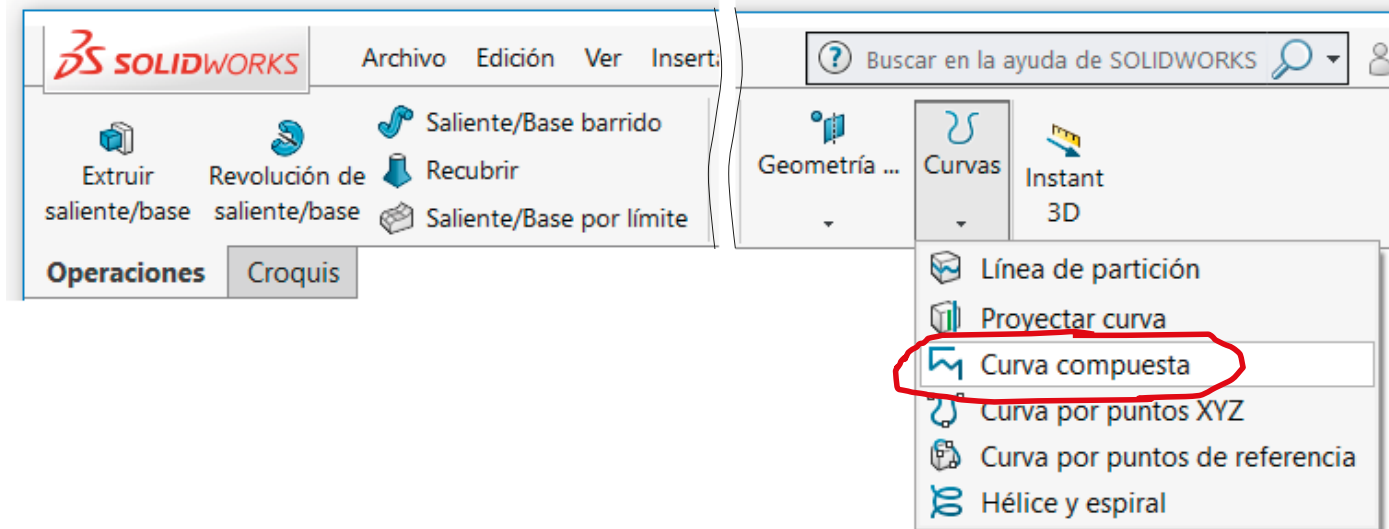 SOLIDWORKS Archivo Edición Ver Inserta
Buscar en la ayuda de SOLIDWORKS
Extruir saliente/base
Revolución de saliente/base
Saliente/Base barrido
Recubrir
Saliente/Base por límite
Geometría ...
Curvas
Instant 3D
Operaciones Croquis
Línea de partición
Proyectar curva
Curva compuesta
Curva por puntos XYZ
Curva por puntos de referencia
Hélice y espiral